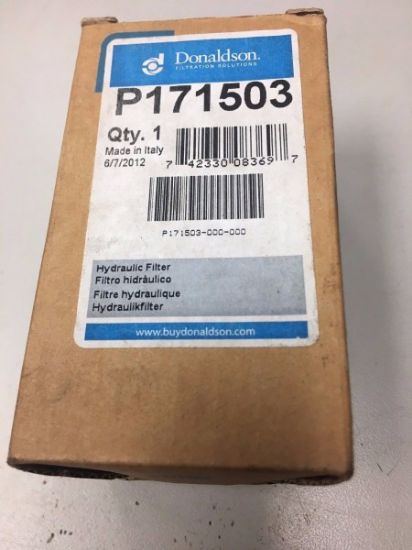 Donaldson.
FILTRATION SOLUTIONS
P171503
Qty. 1
Made in Italy
6/7/2012
7 42330 08369 7
P171503-000-000
Hydraulic Filter
Filtro hidráulico
Filtre hydraulique
Hydraulikfilter
www.buydonaldson.com